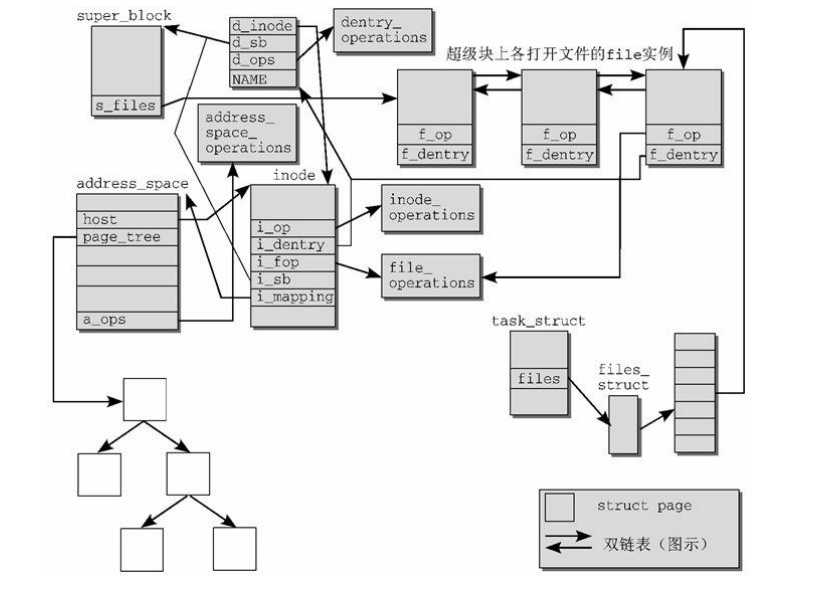 super_block
s_files
d_inode
d_sb
d_ops
NAME
dentry_
operations
超级块上各打开文件的file实例
f_op
f_dentry
f_op
f_dentry
f_op
f_dentry
address_
space_
operations
address_space
host
page_tree
a_ops
inode
i_op
i_dentry
i_fop
i_sb
i_mapping
inode_
operations
file_
operations
task_struct
files
files_
struct
struct page
双链表（图示）